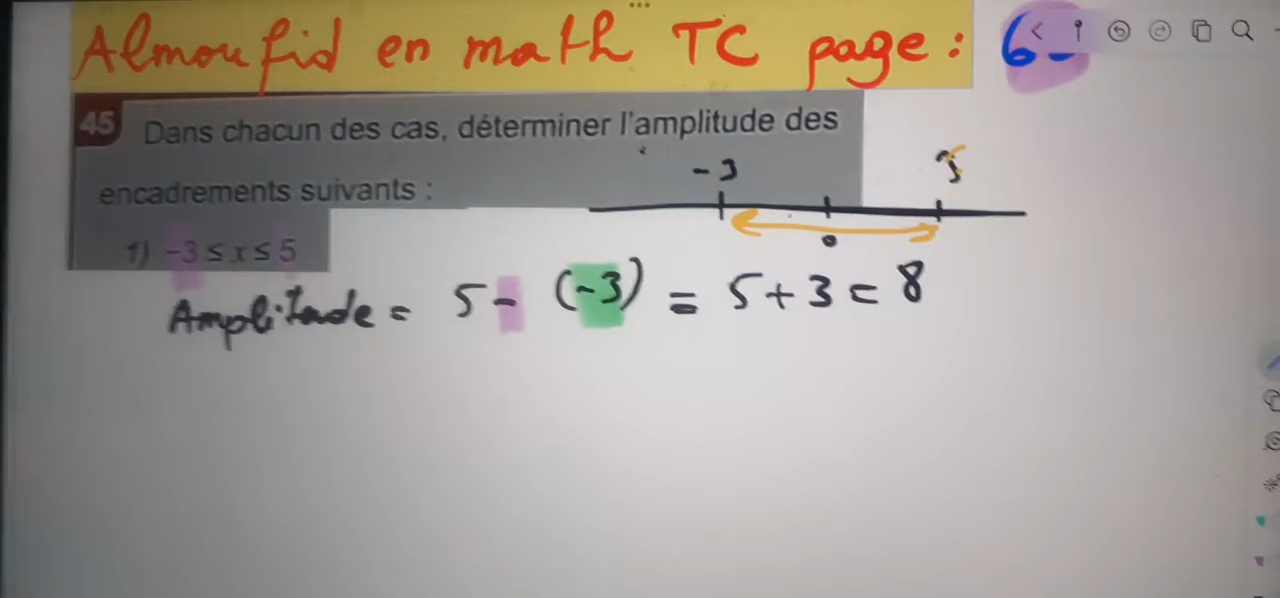 Almoufid en math TC page: 6
45 Dans chacun des cas, déterminer l'amplitude des
encadrements suivants :
-3 5
0
1) -3 ≤ x ≤ 5
Amplitude = 5 - (-3) = 5+3 = 8